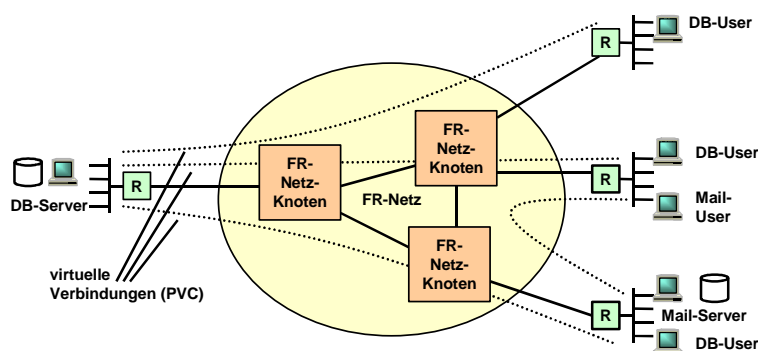 R
DB-User
FR-
Netz-
Knoten
FR-
Netz-
Knoten
DB-User
R
DB-Server
R
FR-Netz
Mail-
User
FR-
Netz-
Knoten
virtuelle
Verbindungen (PVC)
R
Mail-Server
DB-User